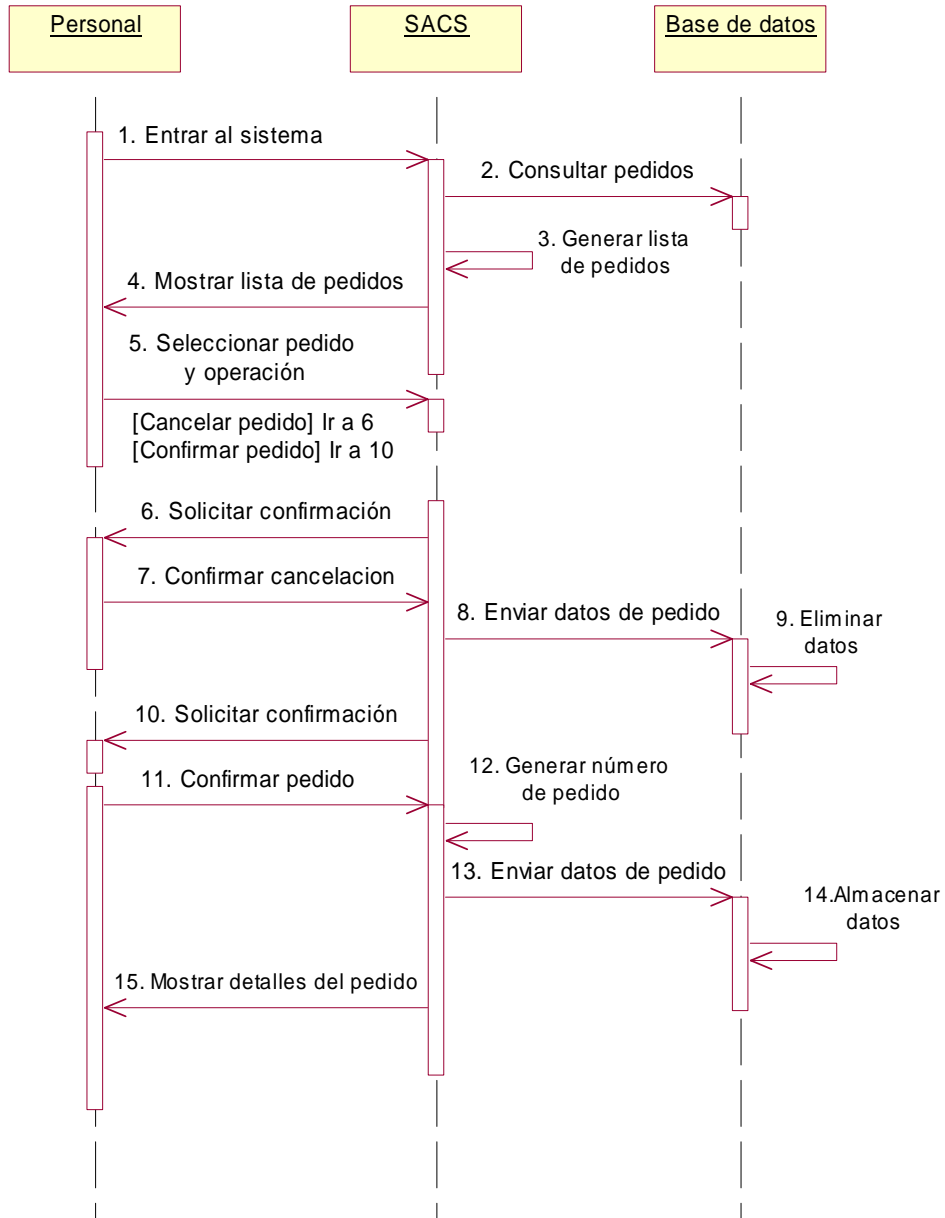 Personal
SACS
Base de datos
1. Entrar al sistema
2. Consultar pedidos
3. Generar lista
de pedidos
4. Mostrar lista de pedidos
5. Seleccionar pedido
y operación
[Cancelar pedido] Ir a 6
[Confirmar pedido] Ir a 10
6. Solicitar confirmación
7. Confirmar cancelacion
8. Enviar datos de pedido
9. Eliminar
datos
10. Solicitar confirmación
11. Confirmar pedido
12. Generar número
de pedido
13. Enviar datos de pedido
14.Almacenar
datos
15. Mostrar detalles del pedido